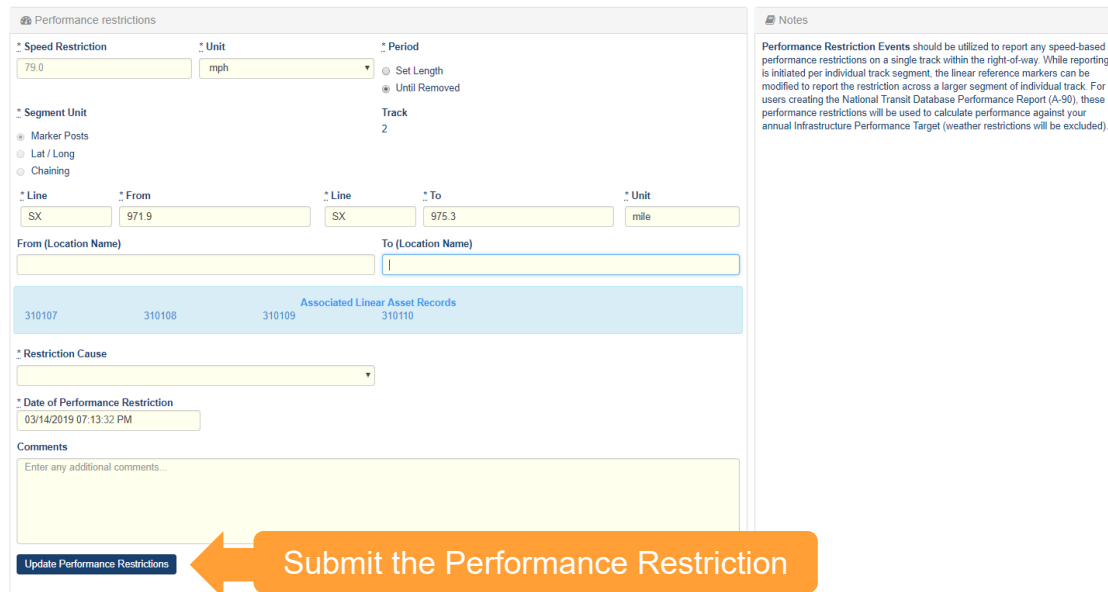 Performance restrictions
* Speed Restriction * Unit * Period
79.0 mph Set Length
Until Removed
* Segment Unit Track
Marker Posts 2
Lat / Long
Chaining
* Line * From * Line * To * Unit
SX 971.9 SX 975.3 mile
From (Location Name) To (Location Name)
Associated Linear Asset Records
310107 310108 310109 310110
* Restriction Cause
* Date of Performance Restriction
03/14/2019 07:13:32 PM
Comments
Enter any additional comments...
Update Performance Restrictions
Submit the Performance Restriction
Notes
Performance Restriction Events should be utilized to report any speed-based
performance restrictions on a single track within the right-of-way. While reporting
is initiated per individual track segment, the linear reference markers can be
modified to report the restriction across a larger segment of individual track. For
users creating the National Transit Database Performance Report (A-90), these
performance restrictions will be used to calculate performance against your
annual Infrastructure Performance Target (weather restrictions will be excluded).